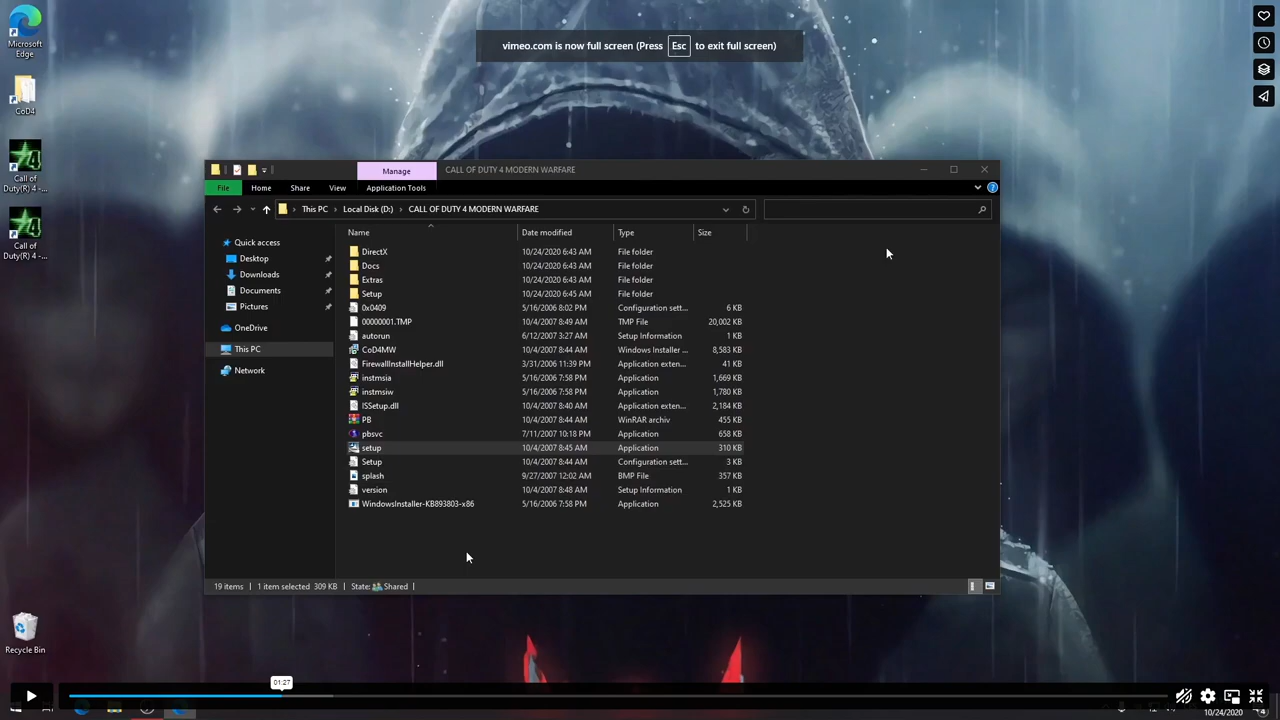 Microsoft
Edge
CoD4
Call of
Duty(R) 4 -...
Call of
Duty(R) 4 -...
Recycle Bin
vimeo.com is now full screen (Press Esc to exit full screen)
Manage CALL OF DUTY 4 MODERN WARFARE
File Home Share View Application Tools
This PC Local Disk (D:) CALL OF DUTY 4 MODERN WARFARE
Quick access
Desktop
Downloads
Documents
Pictures
OneDrive
This PC
Network
Name Date modified Type Size
DirectX 10/24/2020 6:43 AM File folder
Docs 10/24/2020 6:43 AM File folder
Extras 10/24/2020 6:43 AM File folder
Setup 10/24/2020 6:45 AM File folder
0x0409 5/16/2006 8:02 PM Configuration sett... 6 KB
00000001.TMP 10/4/2007 8:49 AM TMP File 20,002 KB
autorun 6/12/2007 3:27 AM Setup Information 1 KB
CoD4MW 10/4/2007 8:44 AM Windows Installer ... 8,583 KB
FirewallInstallHelper.dll 3/31/2006 11:39 PM Application exten... 41 KB
instmsia 5/16/2006 7:58 PM Application 1,669 KB
instmsiw 5/16/2006 7:58 PM Application 1,780 KB
ISSetup.dll 10/4/2007 8:40 AM Application exten... 2,184 KB
PB 10/4/2007 8:44 AM WinRAR archiv 455 KB
pbsvc 7/11/2007 10:18 PM Application 658 KB
setup 10/4/2007 8:45 AM Application 310 KB
Setup 10/4/2007 8:44 AM Configuration sett... 3 KB
splash 9/27/2007 12:02 AM BMP File 357 KB
version 10/4/2007 8:48 AM Setup Information 1 KB
WindowsInstaller-KB893803-x86 5/16/2006 7:58 PM Application 2,525 KB
19 items 1 item selected 309 KB State: Shared
01:27
10/24/2020